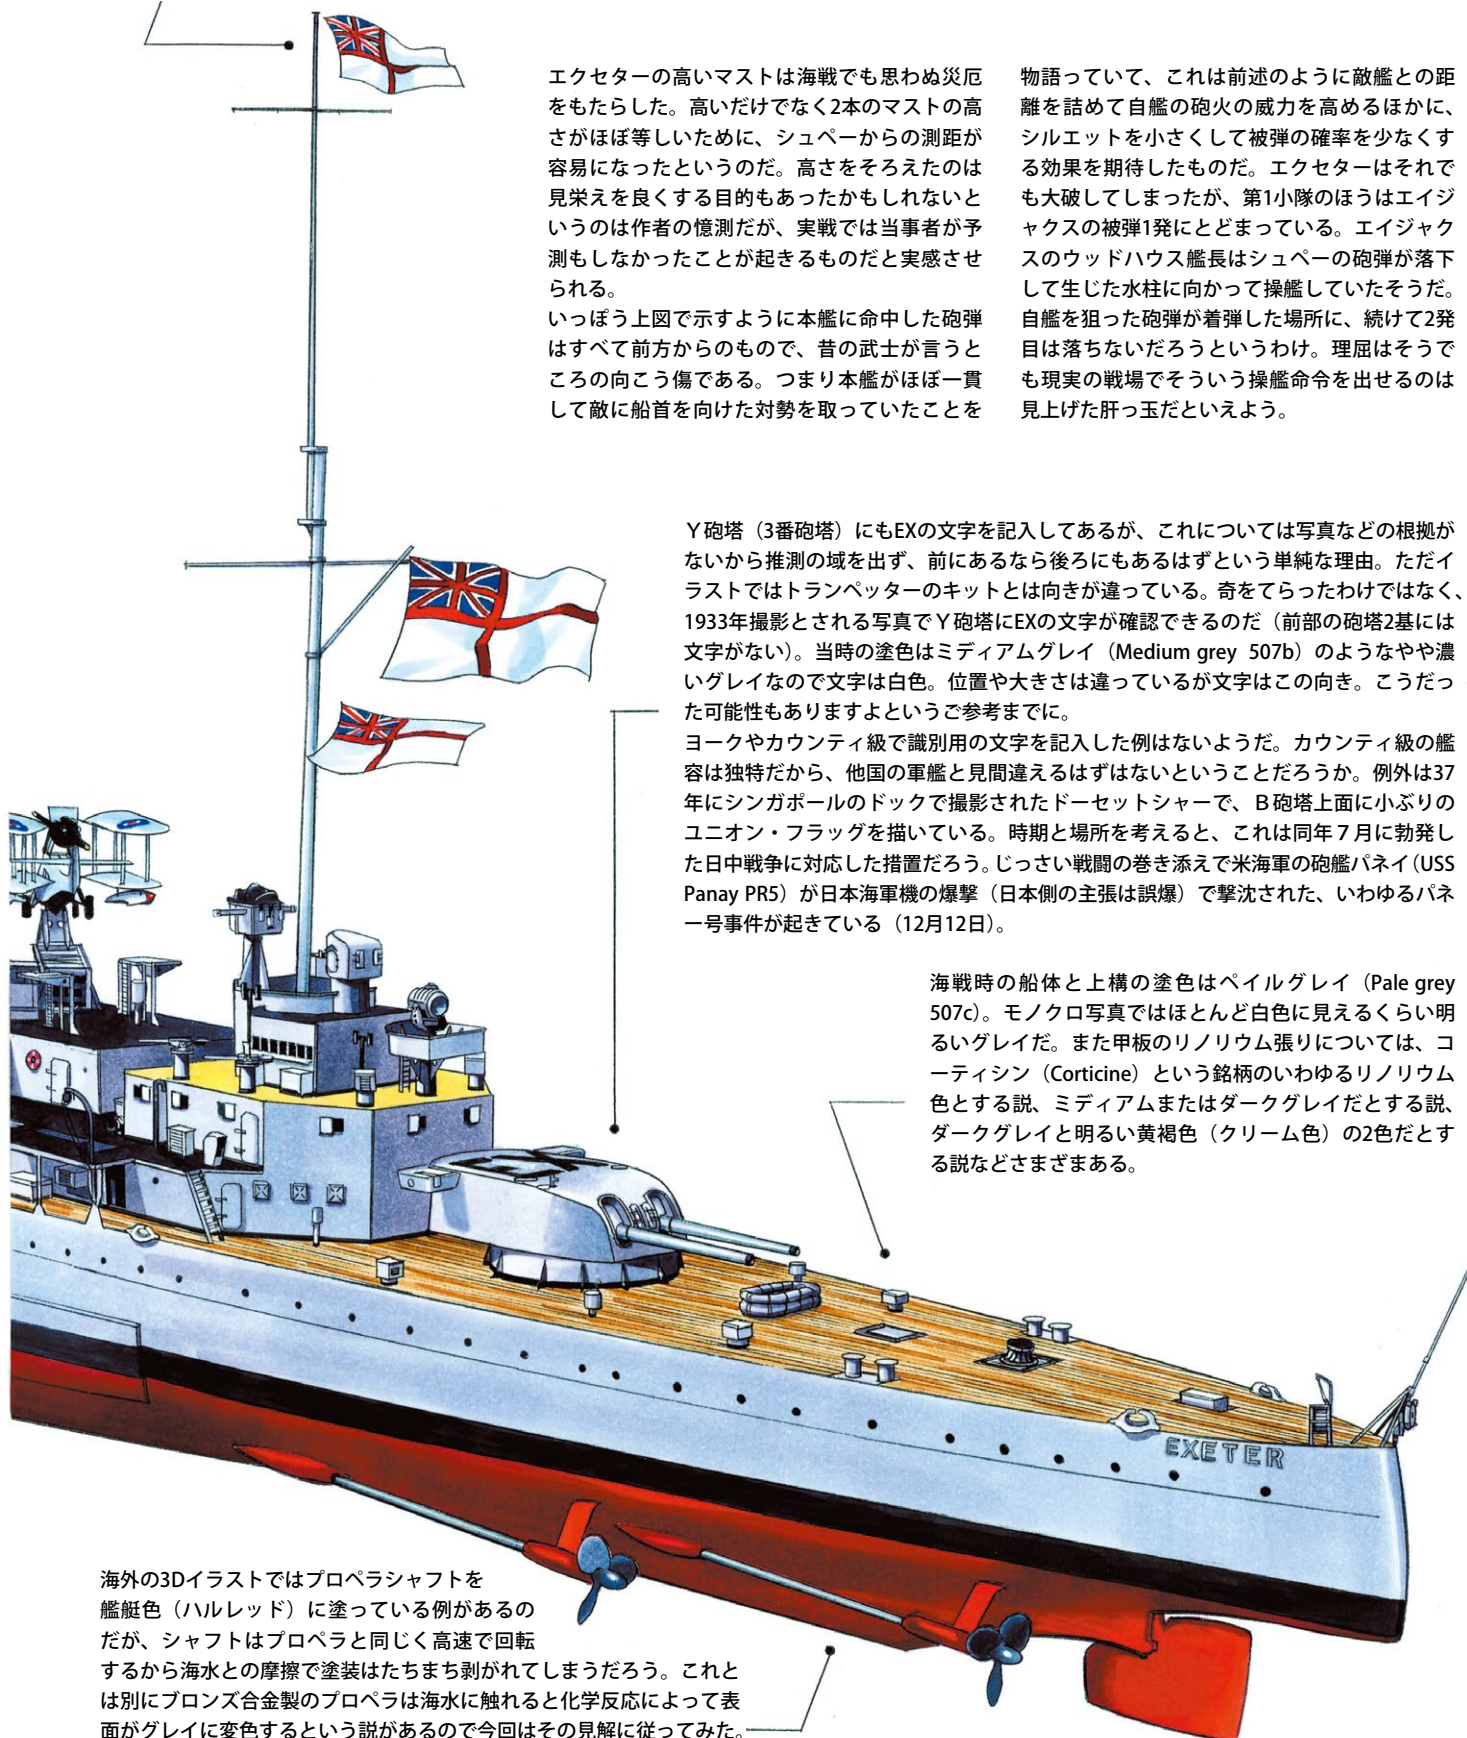 エクセターの高いマストは海戦でも思わぬ災厄
をもたらした。高いだけでなく2本のマストの高
さがほぼ等しいために、シュペーからの測距が
容易になったというのだ。高さをそろえたのは
見栄えを良くする目的もあったかもしれないと
いうのは作者の憶測だが、実戦では当事者が予
測もしなかったことが起きるものだと実感させ
られる。
いっぽう上図で示すように本艦に命中した砲弾
はすべて前方からのもので、昔の武士が言うと
ころの向こう傷である。つまり本艦がほぼ一貫
して敵に船首を向けた対勢を取っていたことを
物語っていて、これは前述のように敵艦との距
離を詰めて自艦の砲火の威力を高めるほかに、
シルエットを小さくして被弾の確率を少なくす
る効果を期待したものだ。エクセターはそれで
も大破してしまったが、第1小隊のほうはエイジ
ャクスの被弾1発にとどまっている。エイジャク
スのウッドハウス艦長はシュペーの砲弾が落下
して生じた水柱に向かって操艦していたそうだ。
自艦を狙った砲弾が着弾した場所に、続けて2発
目は落ちないだろうというわけ。理屈はそうで
も現実の戦場でそういう操艦命令を出せるのは
見上げた肝っ玉だといえよう。
Y砲塔（3番砲塔）にもEXの文字を記入してあるが、これについては写真などの根拠が
ないから推測の域を出ず、前にあるなら後ろにもあるはずという単純な理由。ただイ
ラストではトランペッターのキットとは向きが違っている。奇をてらったわけではなく、
1933年撮影とされる写真でY砲塔にEXの文字が確認できるのだ（前部の砲塔2基には
文字がない）。当時の塗色はミディアムグレイ（Medium grey 507b）のようなやや濃
いグレイなので文字は白色。位置や大きさは違っているが文字はこの向き。こうだっ
た可能性もありますよというご参考までに。
ヨークやカウンティ級で識別用の文字を記入した例はないようだ。カウンティ級の艦
容は独特だから、他国の軍艦と見間違えるはずはないということだろうか。例外は37
年にシンガポールのドックで撮影されたドーセットシャーで、B砲塔上面に小ぶりの
ユニオン・フラッグを描いている。時期と場所を考えると、これは同年7月に勃発し
た日中戦争に対応した措置だろう。じっさい戦闘の巻き添えで米海軍の砲艦パネイ（USS
Panay PR5）が日本海軍機の爆撃（日本側の主張は誤爆）で撃沈された、いわゆるパネ
ー号事件が起きている（12月12日）。
海戦時の船体と上構の塗色はペイルグレイ（Pale grey
507c）。モノクロ写真ではほとんど白色に見えるくらい明
るいグレイだ。また甲板のリノリウム張りについては、コ
ーティシン（Corticine）という銘柄のいわゆるリノリウム
色とする説、ミディアムまたはダークグレイだとする説、
ダークグレイと明るい黄褐色（クリーム色）の2色だとす
る説などさまざまある。
EXETER
海外の3Dイラストではプロペラシャフトを
艦艇色（ハルレッド）に塗っている例があるの
だが、シャフトはプロペラと同じく高速で回転
するから海水との摩擦で塗装はたちまち剥がれてしまうだろう。これと
は別にブロンズ合金製のプロペラは海水に触れると化学反応によって表
面がグレイに変色するという説があるので今回はその見解に従ってみた。